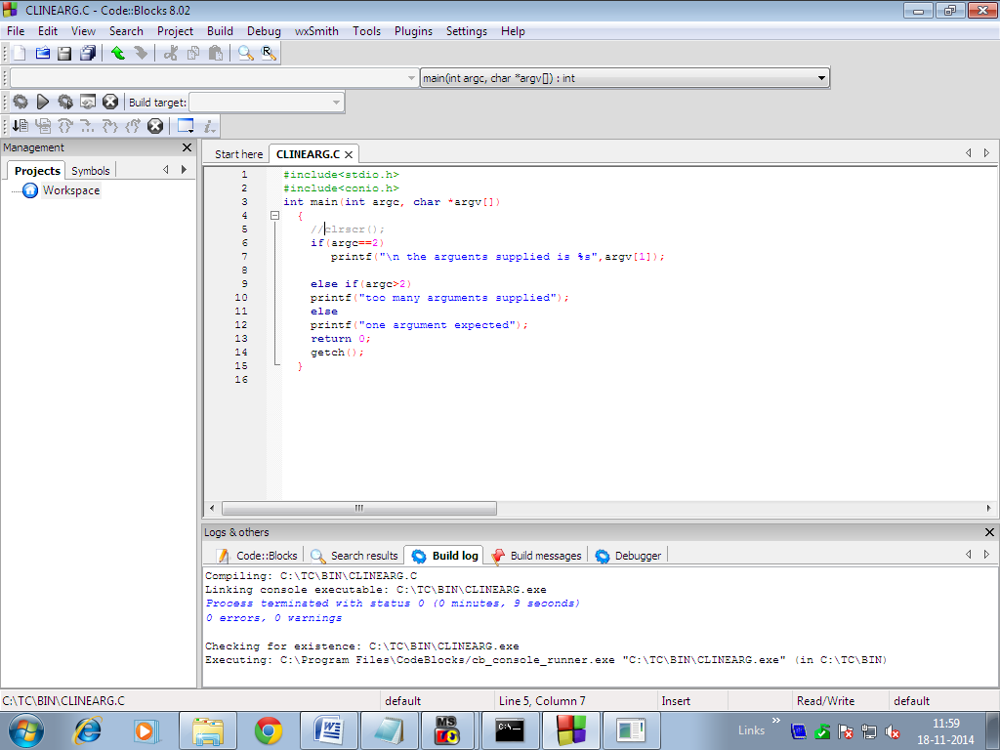 CLINEARG.C - Code::Blocks 8.02
File Edit View Search Project Build Debug wxSmith Tools Plugins Settings Help
main(int argc, char *argv[]) : int
Build target:
Management
Projects Symbols
Workspace
Start here CLINEARG.C
1 #include<stdio.h>
2 #include<conio.h>
3 int main(int argc, char *argv[])
4 {
5 //clrscr();
6 if(argc==2)
7 printf("\n the arguents supplied is %s",argv[1]);
8
9 else if(argc>2)
10 printf("too many arguments supplied");
11 else
12 printf("one argument expected");
13 return 0;
14 getch();
15 }
16
Logs & others
Code::Blocks Search results Build log Build messages Debugger
Compiling: C:\TC\BIN\CLINEARG.C
Linking console executable: C:\TC\BIN\CLINEARG.exe
Process terminated with status 0 (0 minutes, 9 seconds)
0 errors, 0 warnings
Checking for existence: C:\TC\BIN\CLINEARG.exe
Executing: C:\Program Files\CodeBlocks/cb_console_runner.exe "C:\TC\BIN\CLINEARG.exe" (in C:\TC\BIN)
C:\TC\BIN\CLINEARG.C default Line 5, Column 7 Insert Read/Write default
MS
C:\
Links
11:59
18-11-2014